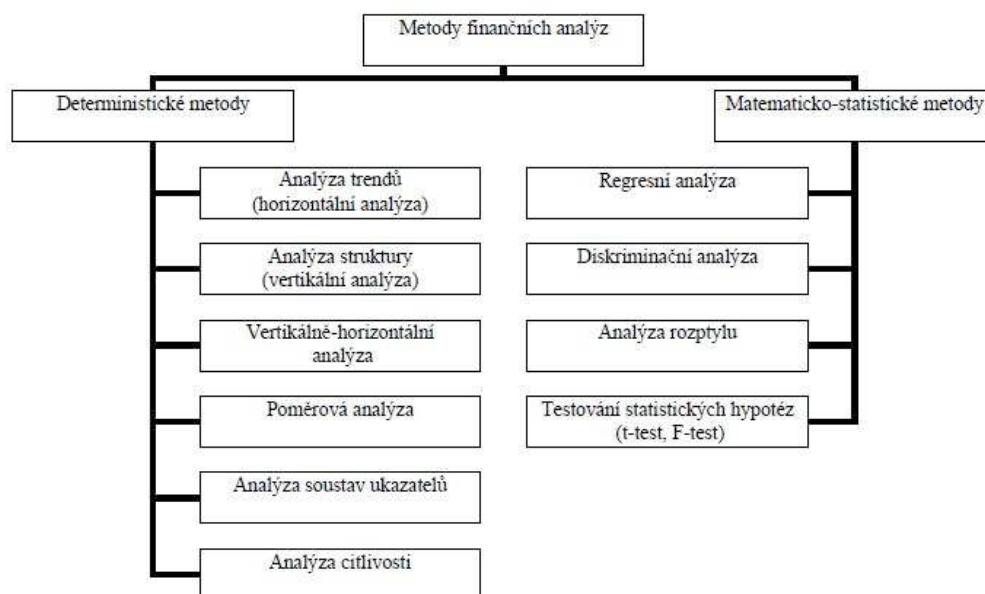 Metody finančních analýz
Deterministické metody
Matematicko-statistické metody
Analýza trendů
(horizontální analýza)
Analýza struktury
(vertikální analýza)
Vertikálně-horizontální
analýza
Poměrová analýza
Analýza soustav ukazatelů
Analýza citlivosti
Regresní analýza
Diskriminační analýza
Analýza rozptylu
Testování statistických hypotéz
(t-test, F-test)